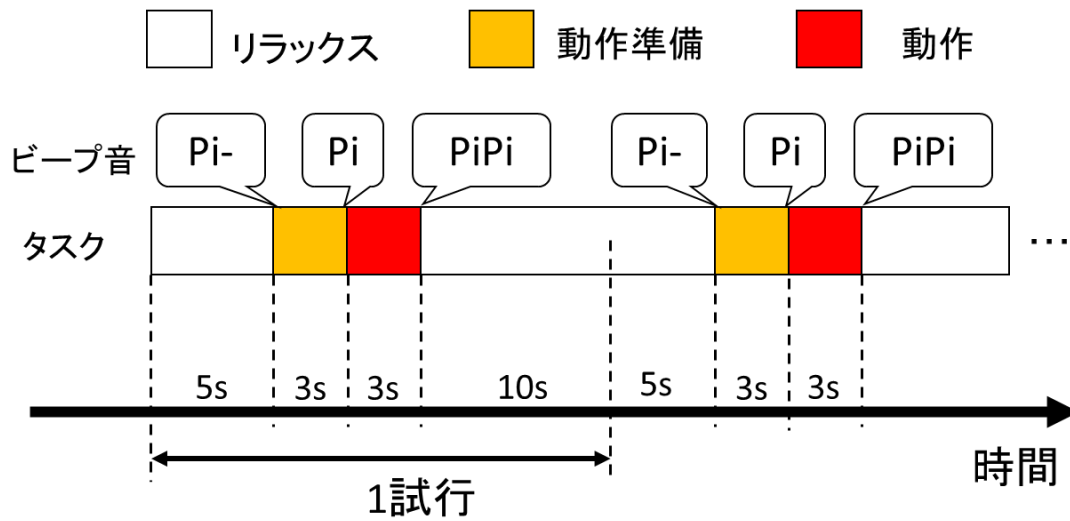 リラックス 動作準備 動作
ビープ音 Pi- Pi PiPi Pi- Pi PiPi
タスク …
5s 3s 3s 10s 5s 3s 3s
時間
1試行